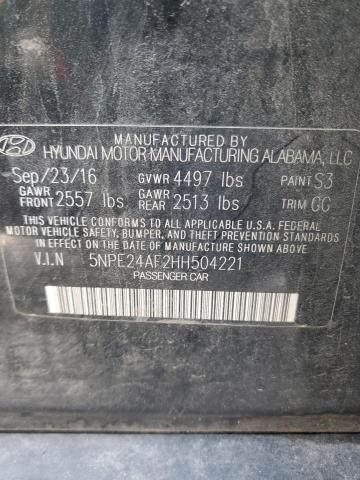 MANUFACTURED BY
HYUNDAI MOTOR MANUFACTURING ALABAMA, LLC
Sep/23/16 GVWR 4497 lbs PAINT S3
GAWR FRONT 2557 lbs GAWR REAR 2513 lbs TRIM GG
THIS VEHICLE CONFORMS TO ALL APPLICABLE U.S.A. FEDERAL
MOTOR VEHICLE SAFETY, BUMPER, AND THEFT PREVENTION
STANDARDS IN EFFECT ON THE DATE OF MANUFACTURE SHOWN ABOVE.
V.I.N 5NPE24AF2HH504221
PASSENGER CAR